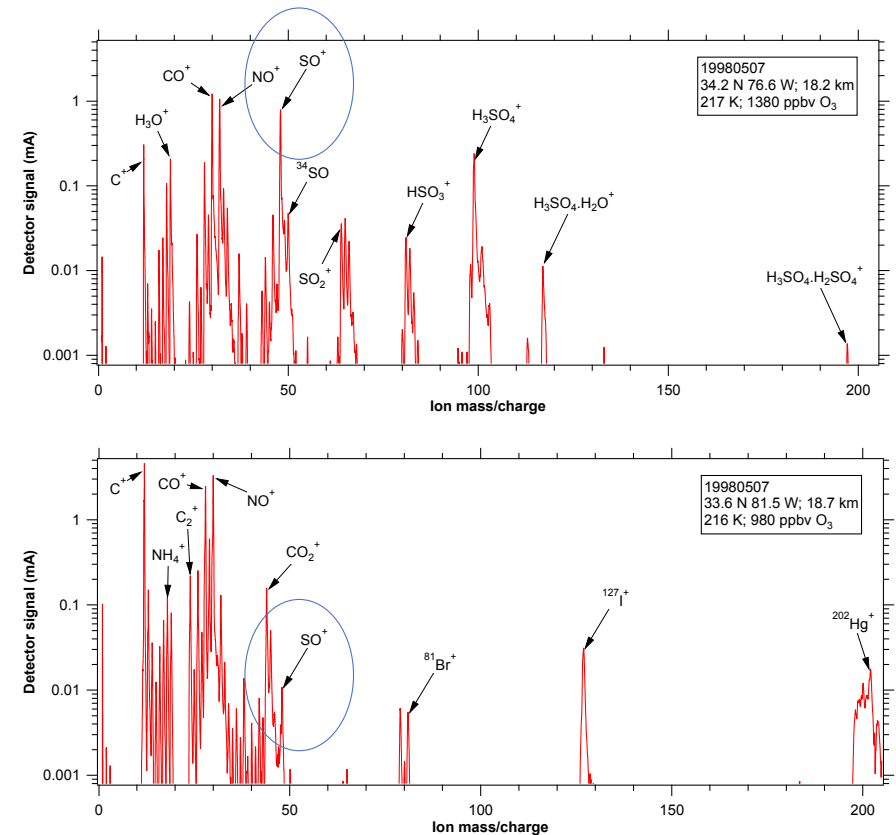 19980507
34.2 N 76.6 W; 18.2 km
217 K; 1380 ppbv O₃
SO⁺
CO⁺
NO⁺
H₃O⁺
H₃SO₄⁺
C⁺
³⁴SO
HSO₃⁺
H₃SO₄.H₂O⁺
SO₂⁺
H₃SO₄.H₂SO₄⁺
Detector signal (mA)
1
0.1
0.01
0.001
0 50 100 150 200
Ion mass/charge
19980507
33.6 N 81.5 W; 18.7 km
216 K; 980 ppbv O₃
C⁺
CO⁺
NO⁺
C₂⁺
NH₄⁺
CO₂⁺
SO⁺
⁸¹Br⁺
¹²⁷I⁺
²⁰²Hg⁺
Detector signal (mA)
1
0.1
0.01
0.001
0 50 100 150 200
Ion mass/charge